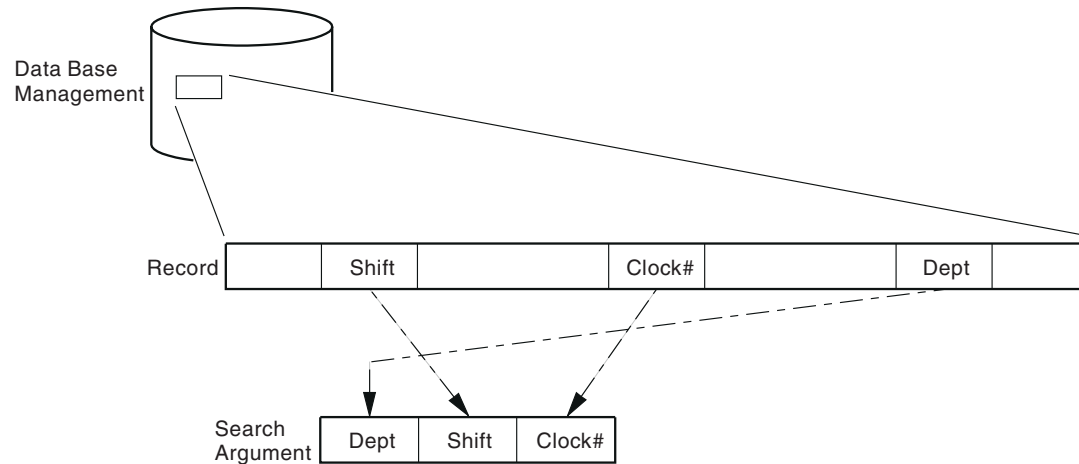 Data Base
Management
Record
Shift
Clock#
Dept
Search
Argument
Dept
Shift
Clock#